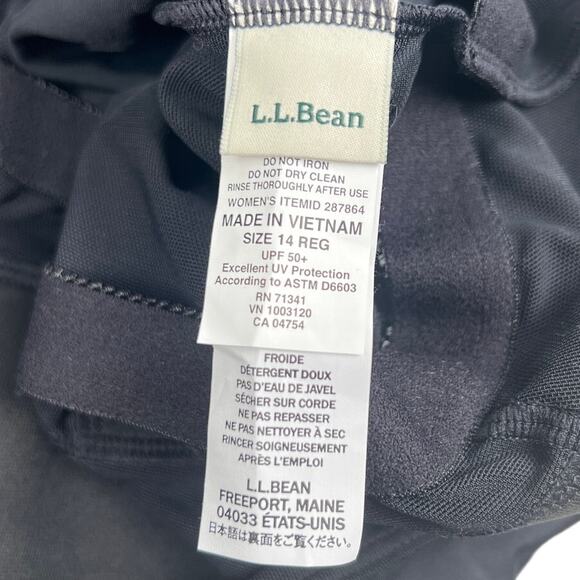 L.L.Bean
DO NOT IRON
DO NOT DRY CLEAN
RINSE THOROUGHLY AFTER USE
WOMEN'S ITEMID 287864
MADE IN VIETNAM
SIZE 14 REG
UPF 50+
Excellent UV Protection
According to ASTM D6603
RN 71341
VN 1003120
CA 04754
FROIDE
DÉTERGENT DOUX
PAS D'EAU DE JAVEL
SÉCHER SUR CORDE
NE PAS REPASSER
NE PAS NETTOYER À SEC
RINCER SOIGNEUSEMENT
APRÈS L'EMPLOI
L.L.BEAN
FREEPORT, MAINE
04033 ÉTATS-UNIS
日本語は裏面をご覧ください。